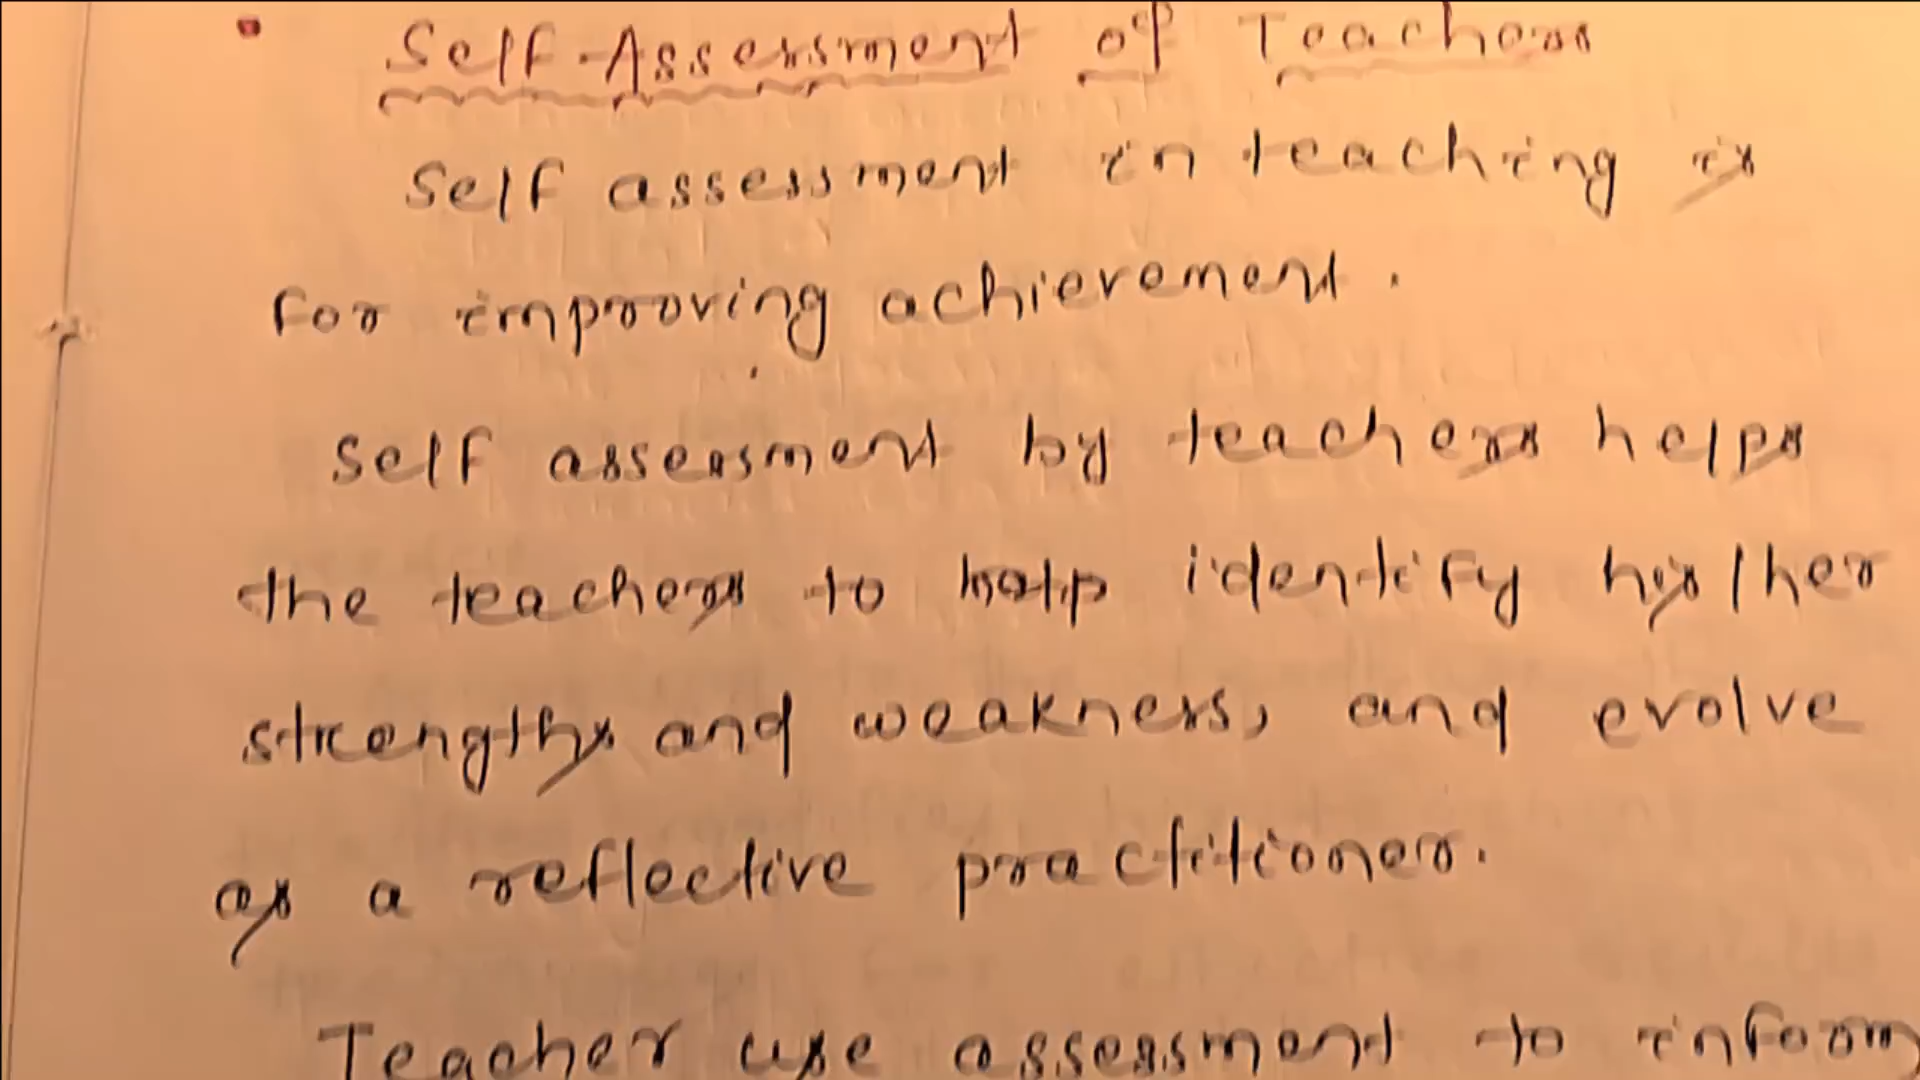 Self-Assessment of Teachers
Self assessment in teaching is
for improving achievement.
Self assessment by teachers helps
the teachers to help identify his/her
strengths and weakness, and evolve
as a reflective practitioner.
Teacher use assessment to inform